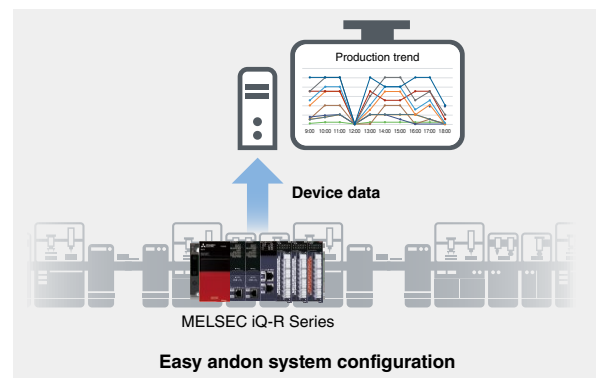 Production trend
9:00 10:00 11:00 12:00 13:00 14:00 15:00 16:00 17:00 18:00
Device data
MELSEC iQ-R Series
Easy andon system configuration